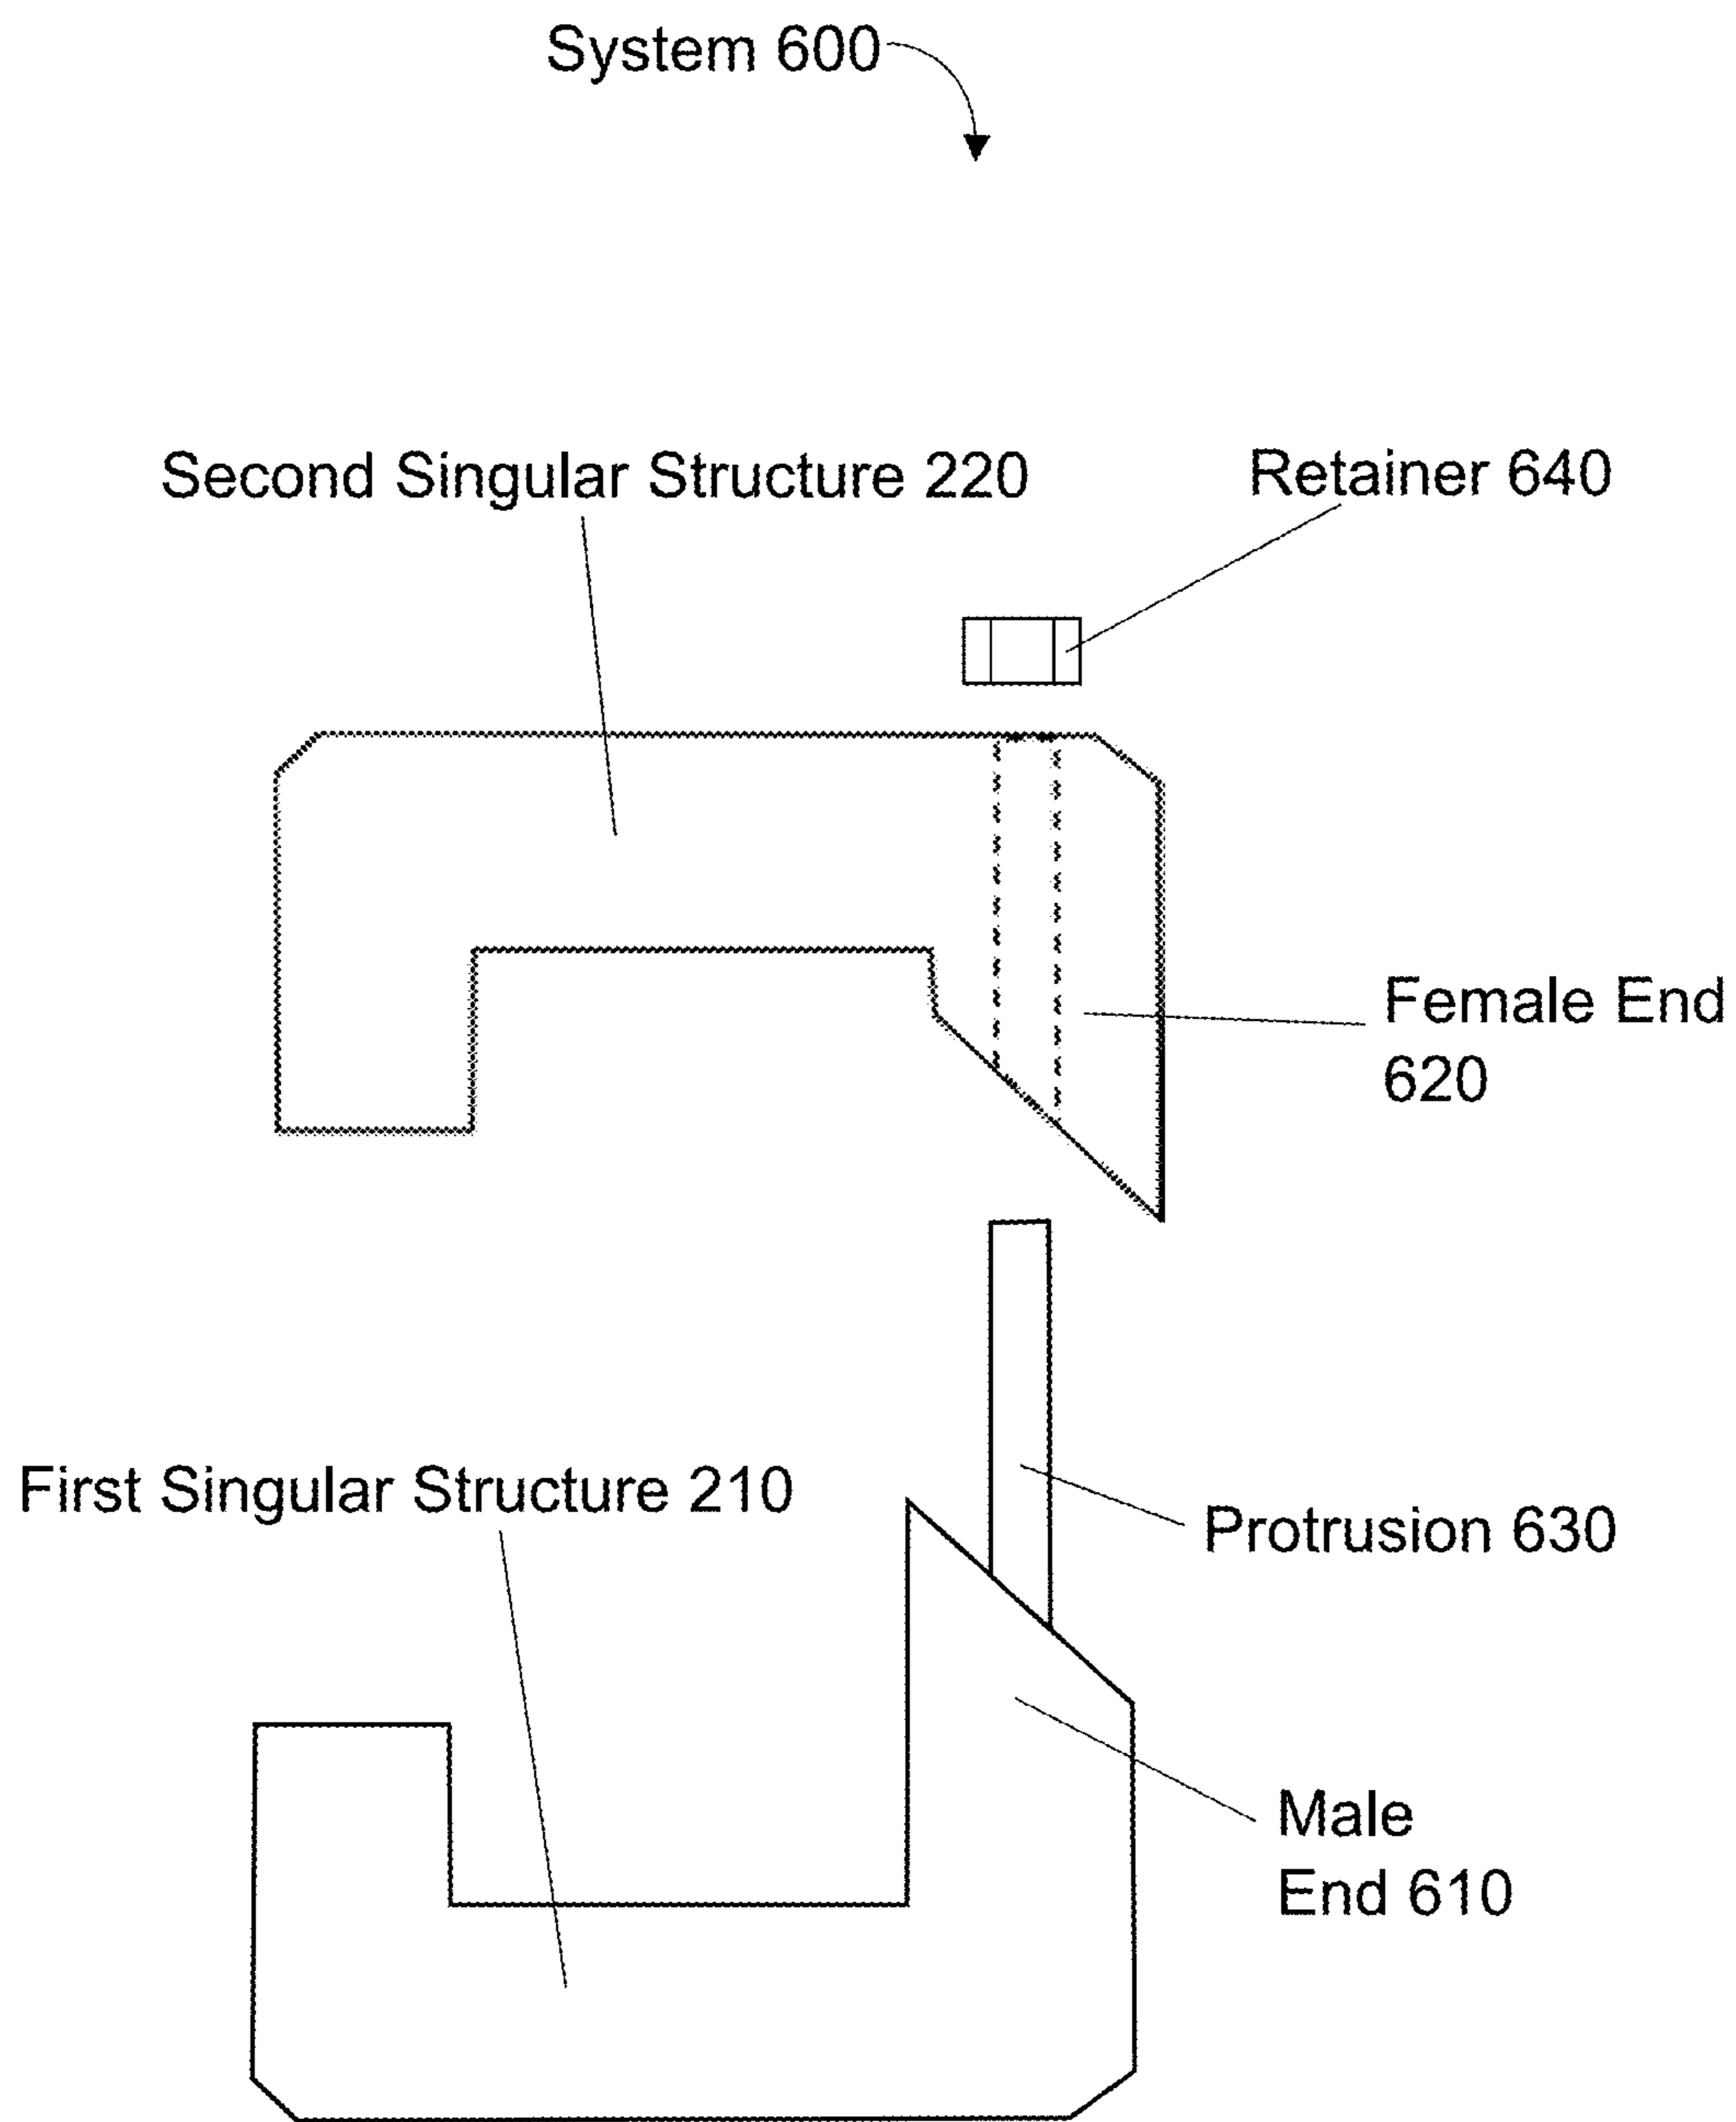 System 600
Second Singular Structure 220
Retainer 640
Female End
620
First Singular Structure 210
Protrusion 630
Male
End 610